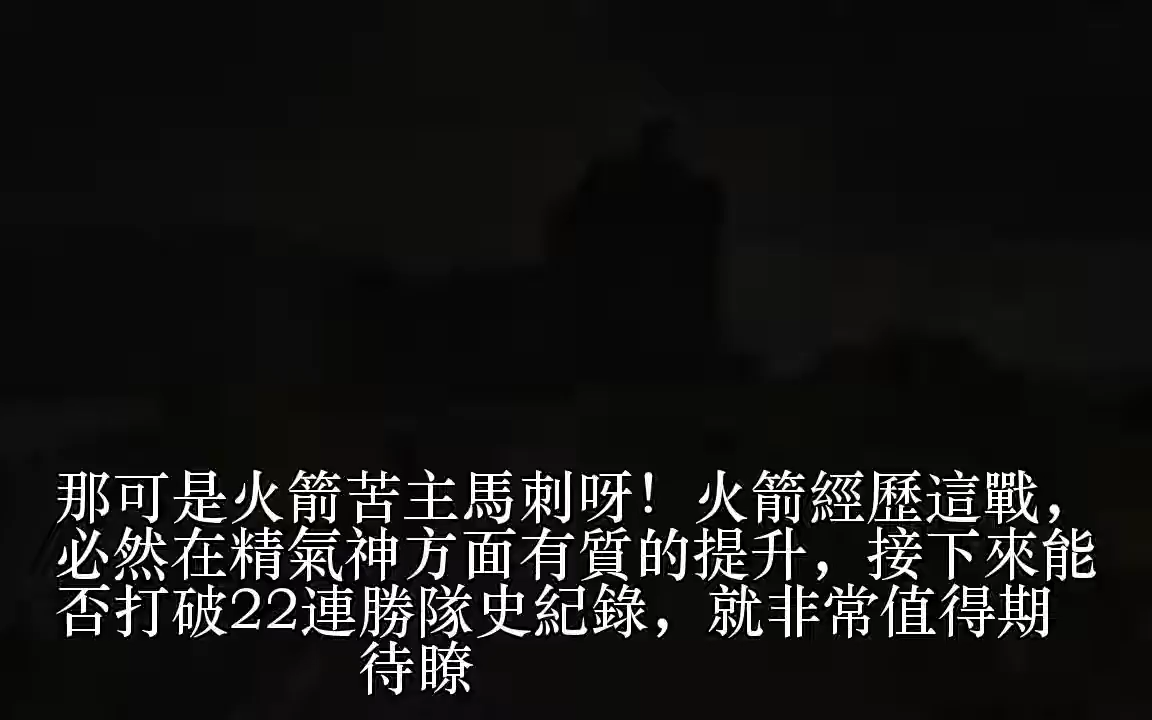 那可是火箭苦主馬刺呀！火箭經歷這戰，
必然在精氣神方面有質的提升，接下來能
否打破22連勝隊史紀錄，就非常值得期
待瞭